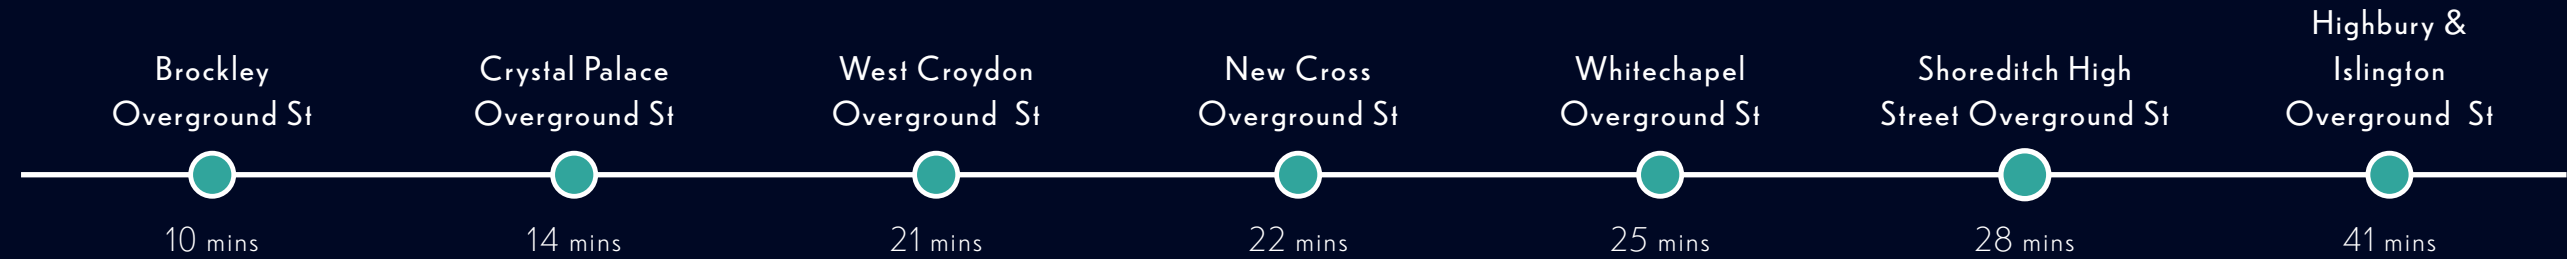 Brockley
Overground St
10 mins
Crystal Palace
Overground St
14 mins
West Croydon
Overground St
21 mins
New Cross
Overground St
22 mins
Whitechapel
Overground St
25 mins
Shoreditch High
Street Overground St
28 mins
Highbury &
Islington
Overground St
41 mins